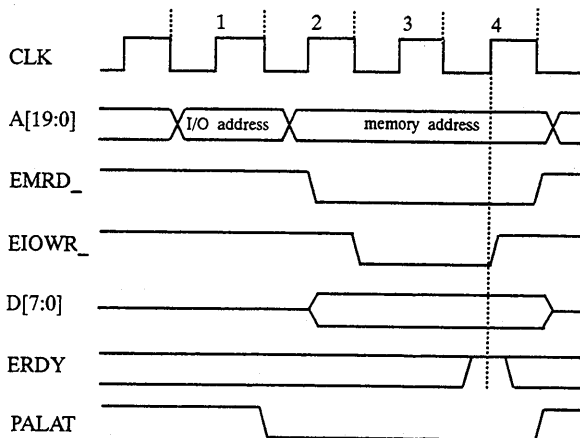 1 2 3 4
CLK
A[19:0] I/O address memory address
EMRD_
EIOWR_
D[7:0]
ERDY
PALAT